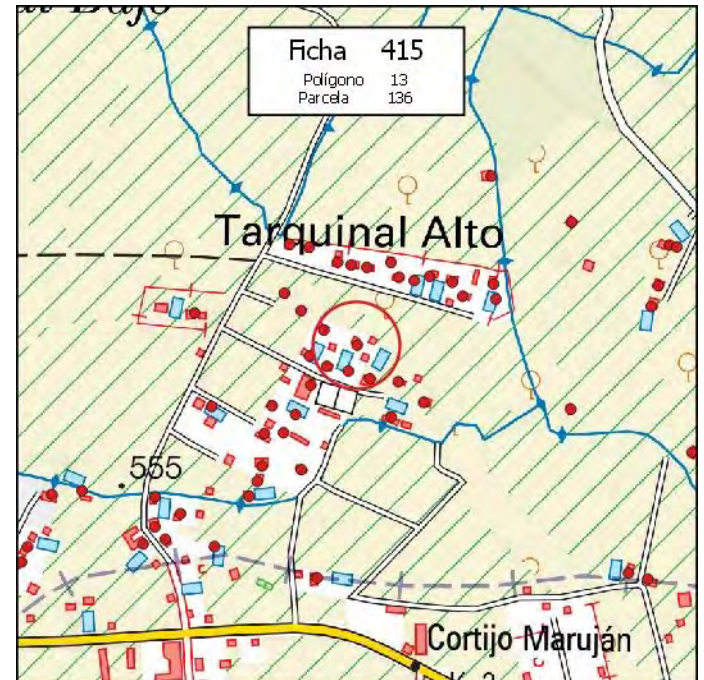 Ficha 415
Polígono 13
Parcela 136
Tarquinal Alto
555
Cortijo Maruján